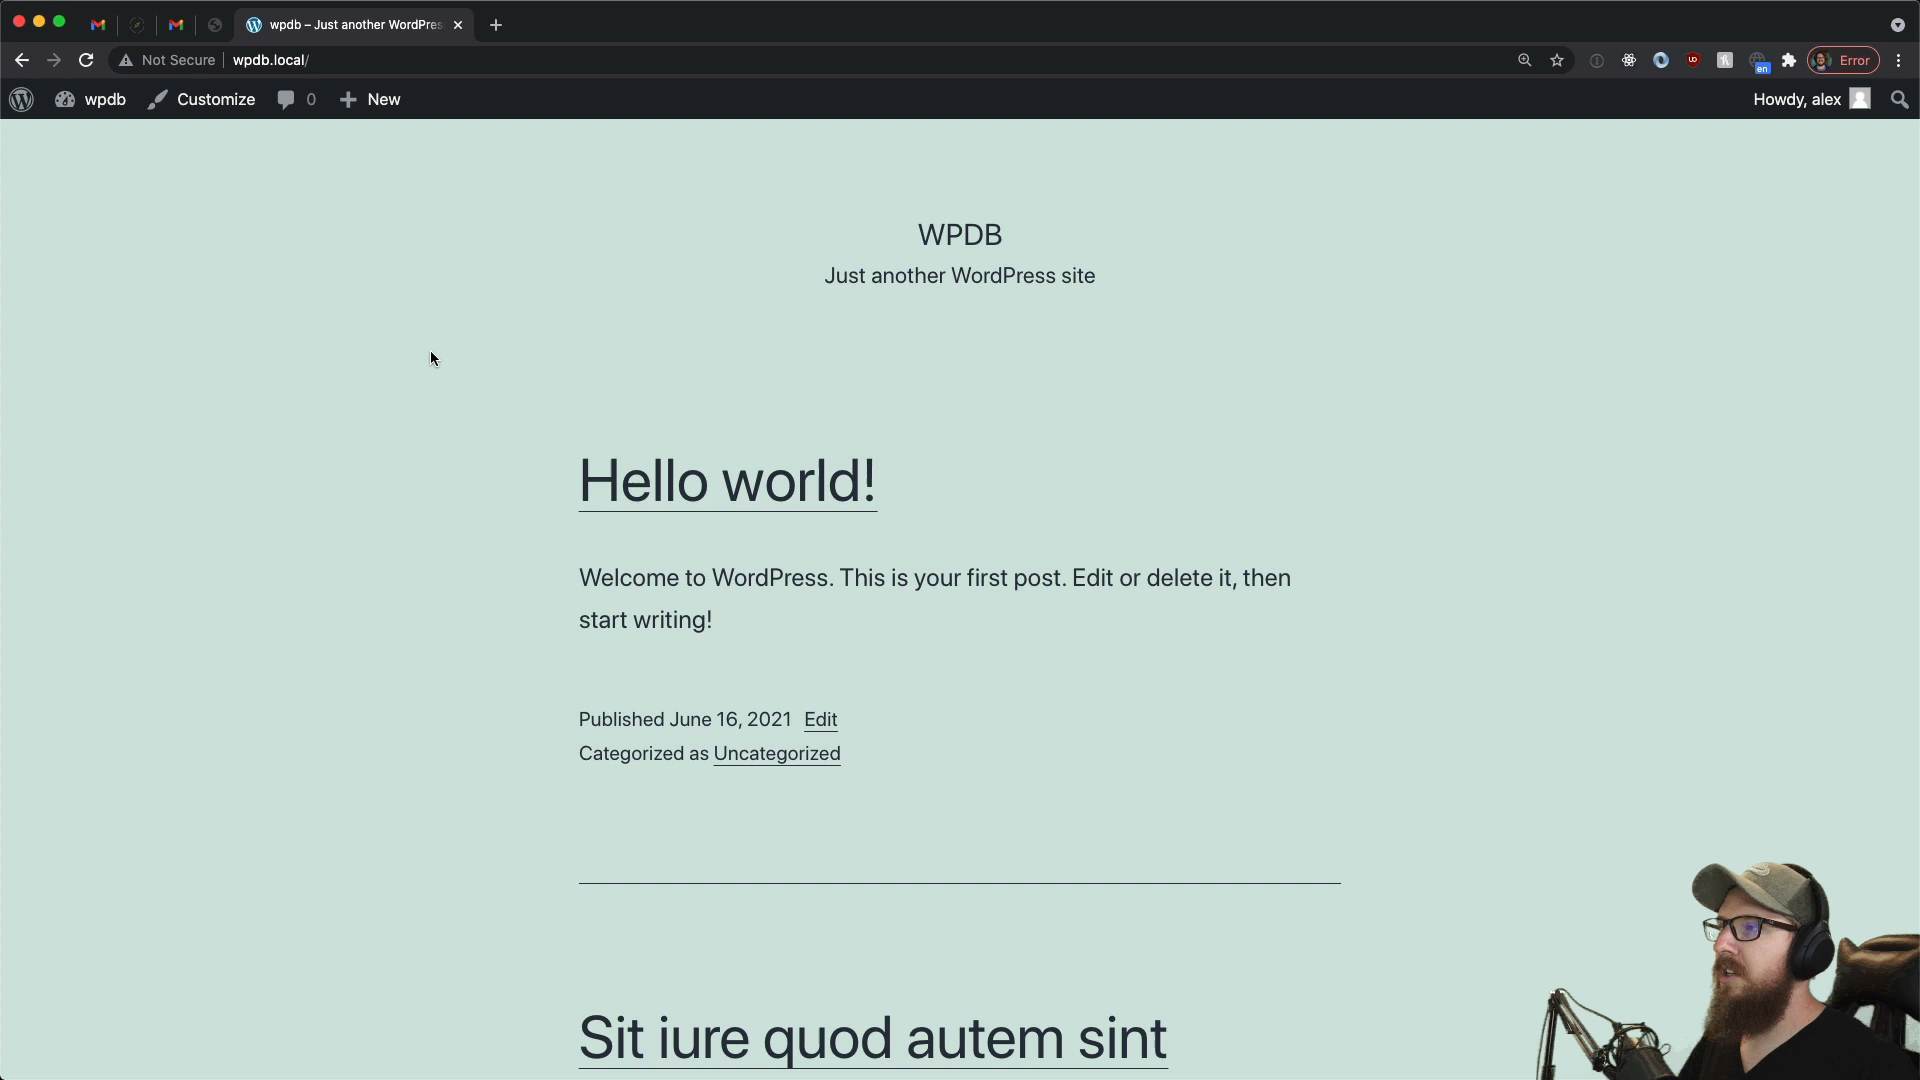 wpdb – Just another WordPres
Not Secure
wpdb.local/
en
Error
wpdb
Customize
0
New
Howdy, alex
WPDB
Just another WordPress site
Hello world!
Welcome to WordPress. This is your first post. Edit or delete it, then
start writing!
Published June 16, 2021 Edit
Categorized as Uncategorized
Sit iure quod autem sint